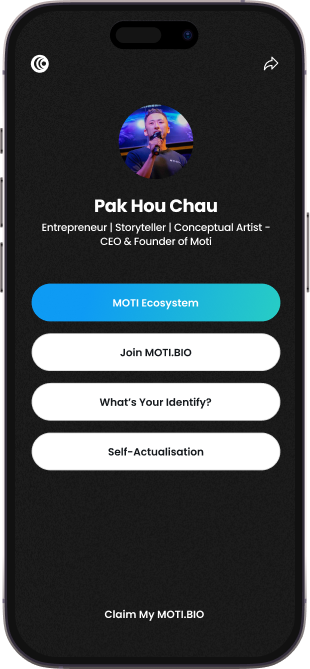 Pak Hou Chau
Entrepreneur | Storyteller | Conceptual Artist -
CEO & Founder of Moti
MOTI Ecosystem
Join MOTI.BIO
What's Your Identify?
Self-Actualisation
Claim My MOTI.BIO